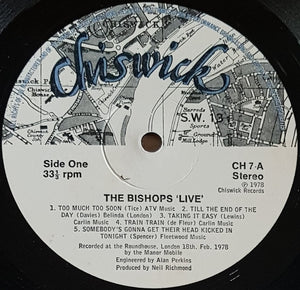 Chiswick
S.W. 13
Side One
33⅓ rpm
CH 7-A
Stereo
℗ 1978
Chiswick Records
THE BISHOPS 'LIVE'
1. TOO MUCH TOO SOON (Tice) ATV Music 2. TILL THE END OF THE
DAY (Davies) Belinda (London) 3. TAKING IT EASY (Lewins)
Carlin Music 4. TRAIN TRAIN (de Fleur) Carlin Music
5. SOMEBODY'S GONNA GET THEIR HEAD KICKED IN
TONIGHT (Spencer) Fleetwood Music
Recorded at the Roundhouse, London 18th. Feb. 1978
by the Manor Mobile
Engineered by Alan Perkins
Produced by Neil Richmond